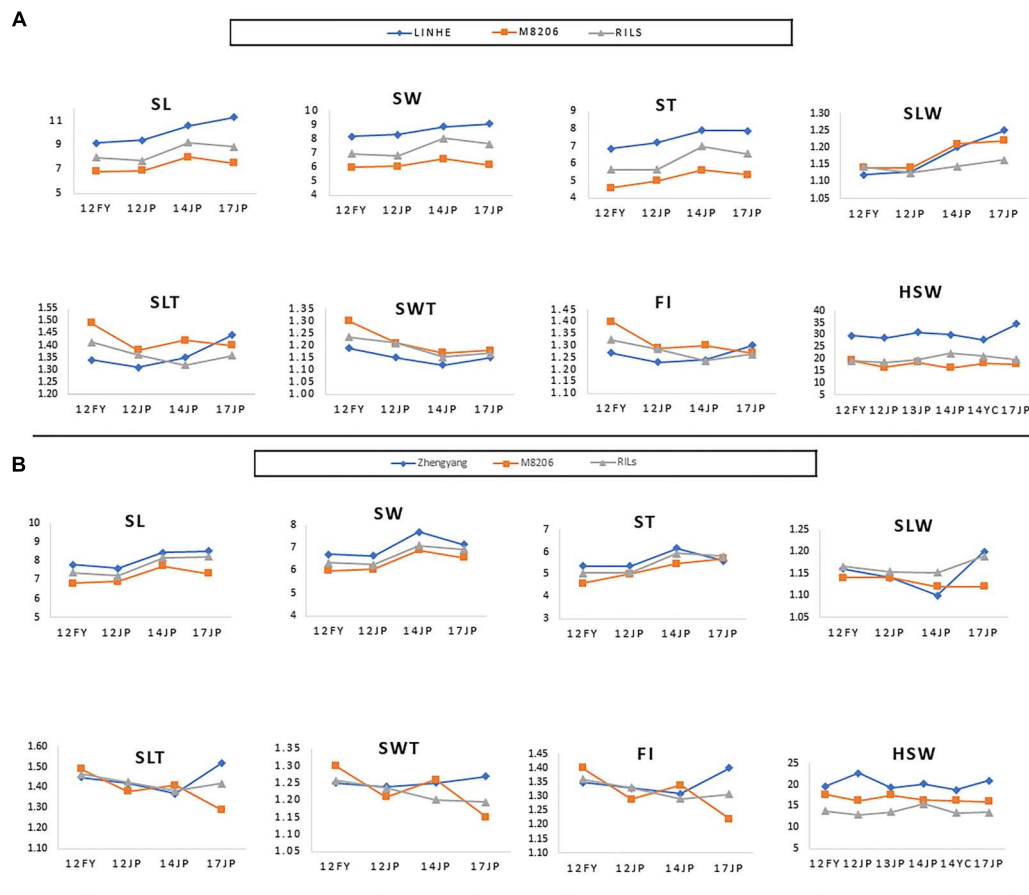 A
LINHE M8206 RILS
SL
11
9
7
5
12FY 12JP 14JP 17JP
SW
10
9
8
7
6
5
4
12FY 12JP 14JP 17JP
ST
9
8
7
6
5
4
12FY 12JP 14JP 17JP
SLW
1.30
1.25
1.20
1.15
1.10
1.05
12FY 12JP 14JP 17JP
SLT
1.55
1.50
1.45
1.40
1.35
1.30
1.25
1.20
12FY 12JP 14JP 17JP
SWT
1.35
1.30
1.25
1.20
1.15
1.10
1.05
1.00
12FY 12JP 14JP 17JP
FI
1.45
1.40
1.35
1.30
1.25
1.20
1.15
1.10
12FY 12JP 14JP 17JP
HSW
40
35
30
25
20
15
10
5
12FY 12JP 13JP 14JP 14YC 17JP
B
Zhengyang M8206 RILs
SL
10
9
8
7
6
5
12FY 12JP 14JP 17JP
SW
8
7
6
5
4
12FY 12JP 14JP 17JP
ST
7
6
5
4
3
12FY 12JP 14JP 17JP
SLW
1.25
1.20
1.15
1.10
1.05
12FY 12JP 14JP 17JP
SLT
1.60
1.50
1.40
1.30
1.20
1.10
12FY 12JP 14JP 17JP
SWT
1.35
1.30
1.25
1.20
1.15
1.10
1.05
12FY 12JP 14JP 17JP
FI
1.45
1.40
1.35
1.30
1.25
1.20
1.15
1.10
12FY 12JP 14JP 17JP
HSW
25
20
15
10
5
12FY 12JP 13JP 14JP 14YC 17JP